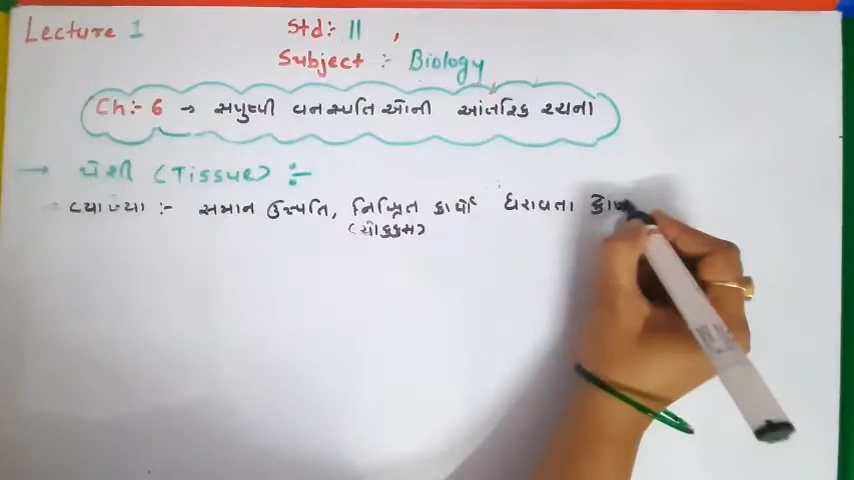 Lecture 1
Std:- 11 ,
Subject :- Biology
Ch:- 6 → સપુષ્પી વનસ્પતિઓની આંતરિક રચના
→ પેશી (Tissue) :-
વ્યાખ્યા :- સમાન ઉત્પતિ, નિશ્ચિત કાર્યો ધરાવતા
(ચોક્કસ)